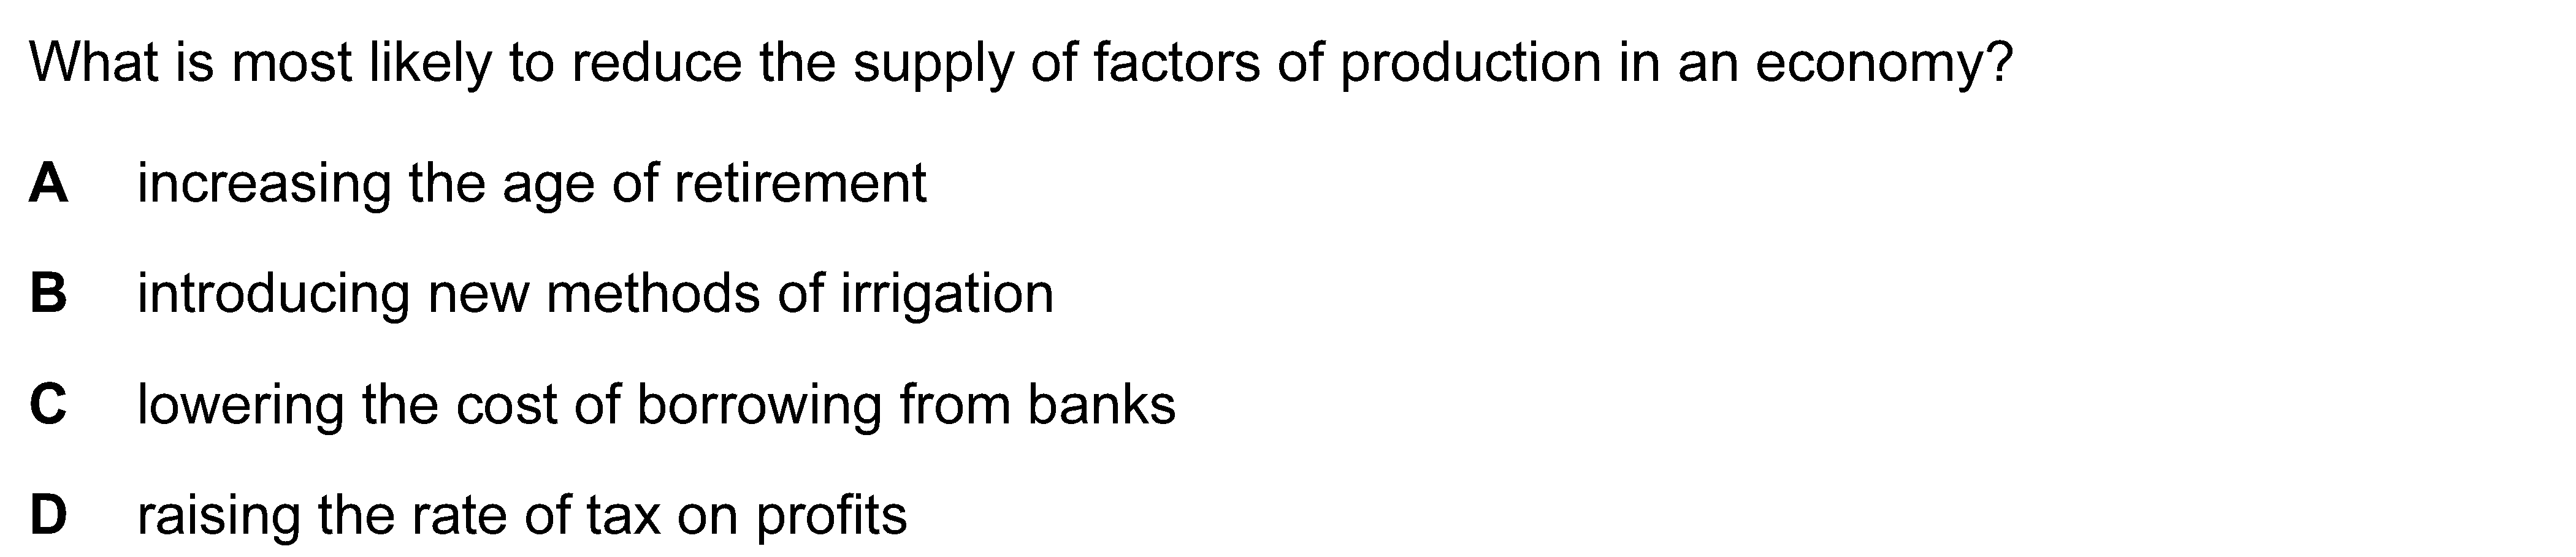 What is most likely to reduce the supply of factors of production in an economy?
A increasing the age of retirement
B introducing new methods of irrigation
C lowering the cost of borrowing from banks
D raising the rate of tax on profits